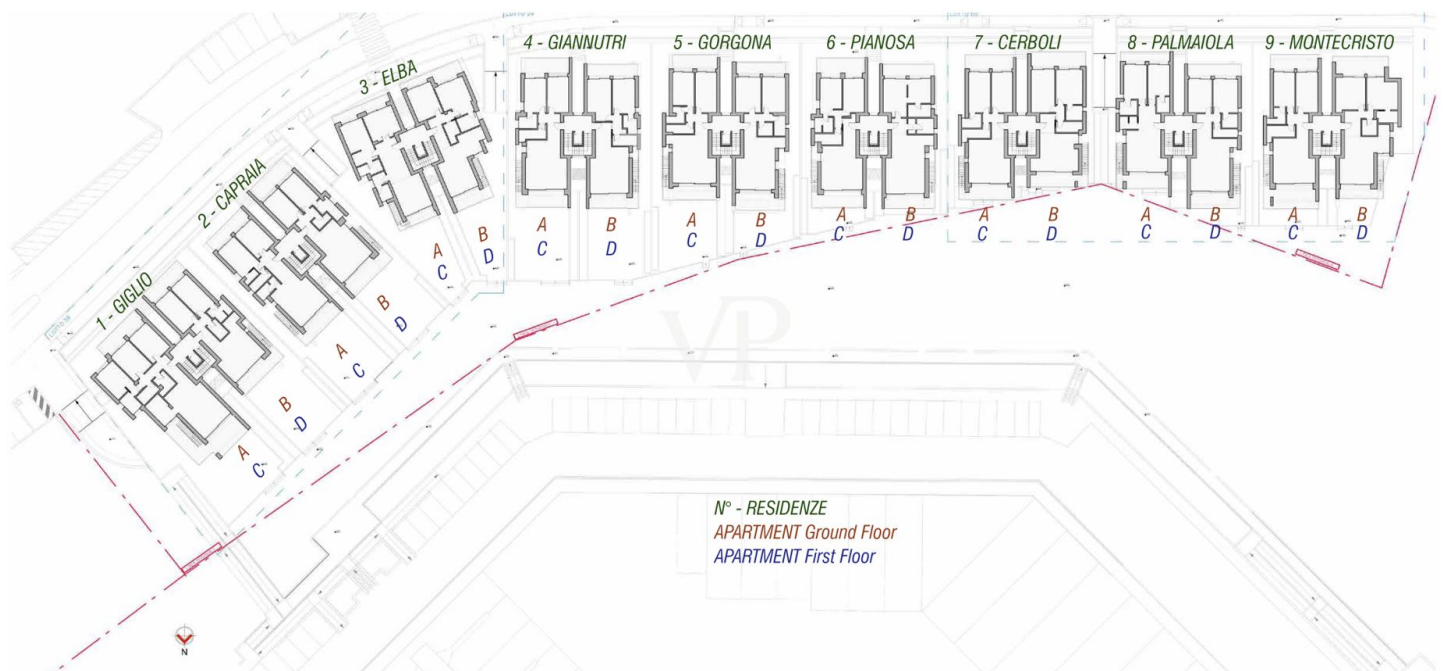 4 - GIANNUTRI
5 - GORGONA
6 - PIANOSA
7 - CERBOLI
8 - PALMAIOLA
9 - MONTECRISTO
3 - ELBA
2 - CAPRAIA
1 - GIGLIO
A B
C D
A B
C D
A B
C D
A B
C D
A B
C D
A B
C D
A B
C D
A B
C D
A B
C D
VP
N° - RESIDENZE
APARTMENT Ground Floor
APARTMENT First Floor
N